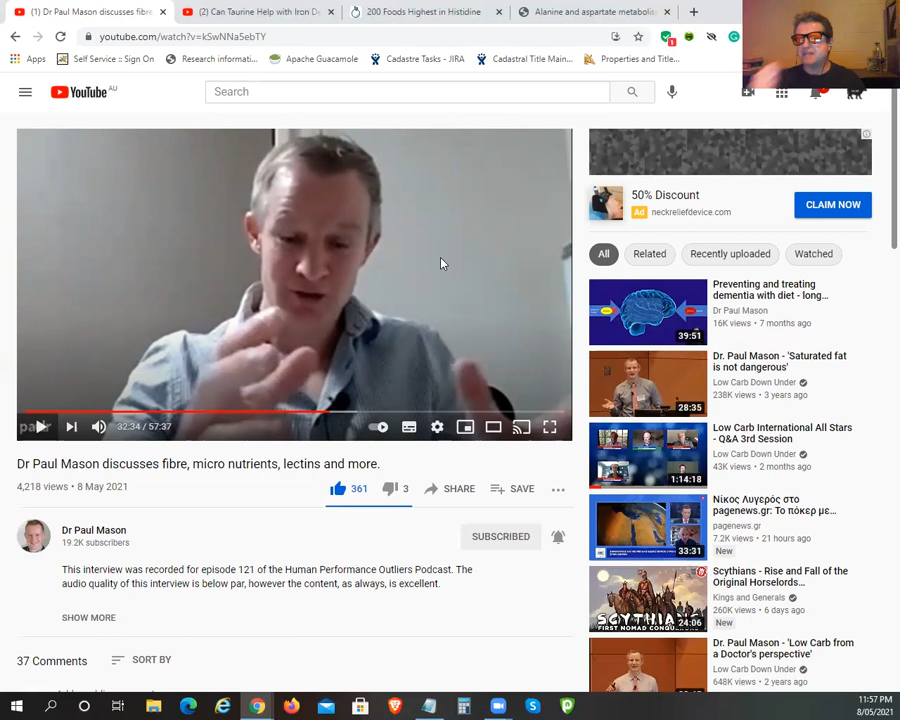 (1) Dr Paul Mason discusses fibre
(2) Can Taurine Help with Iron De
200 Foods Highest in Histidine
Alanine and aspartate metabolis
youtube.com/watch?v=kSwNNa5ebTY
1
Apps
Self Service :: Sign On
Research informati...
Apache Guacamole
Cadastre Tasks - JIRA
Cadastral Title Main...
Properties and Title...
YouTube AU
Search
50% Discount
Ad neckreliefdevice.com
CLAIM NOW
All
Related
Recently uploaded
Watched
Preventing and treating
dementia with diet - long...
Dr Paul Mason
16K views • 7 months ago
39:51
Dr. Paul Mason - 'Saturated
fat is not dangerous'
Low Carb Down Under
238K views • 3 years ago
28:35
Low Carb International All Stars
- Q&A 3rd Session
Low Carb Down Under
43K views • 2 months ago
1:14:18
Νίκος Λυγερός στο
pagenews.gr: Το πόκερ με...
pagenews.gr
7.2K views • 21 hours ago
New
33:31
Scythians - Rise and Fall of the
Original Horselords...
Kings and Generals
260K views • 6 days ago
New
SCYTHIANS
FIRST NOMAD CONQU
24:06
Dr. Paul Mason - 'Low Carb from
a Doctor's perspective'
Low Carb Down Under
648K views • 2 years ago
32:34 / 57:37
Dr Paul Mason discusses fibre, micro nutrients, lectins and more.
4,218 views • 8 May 2021
361
3
SHARE
SAVE
Dr Paul Mason
19.2K subscribers
SUBSCRIBED
This interview was recorded for episode 121 of the Human Performance Outliers Podcast. The
audio quality of this interview is below par, however the content, as always, is excellent.
SHOW MORE
37 Comments
SORT BY
11:57 PM
8/05/2021